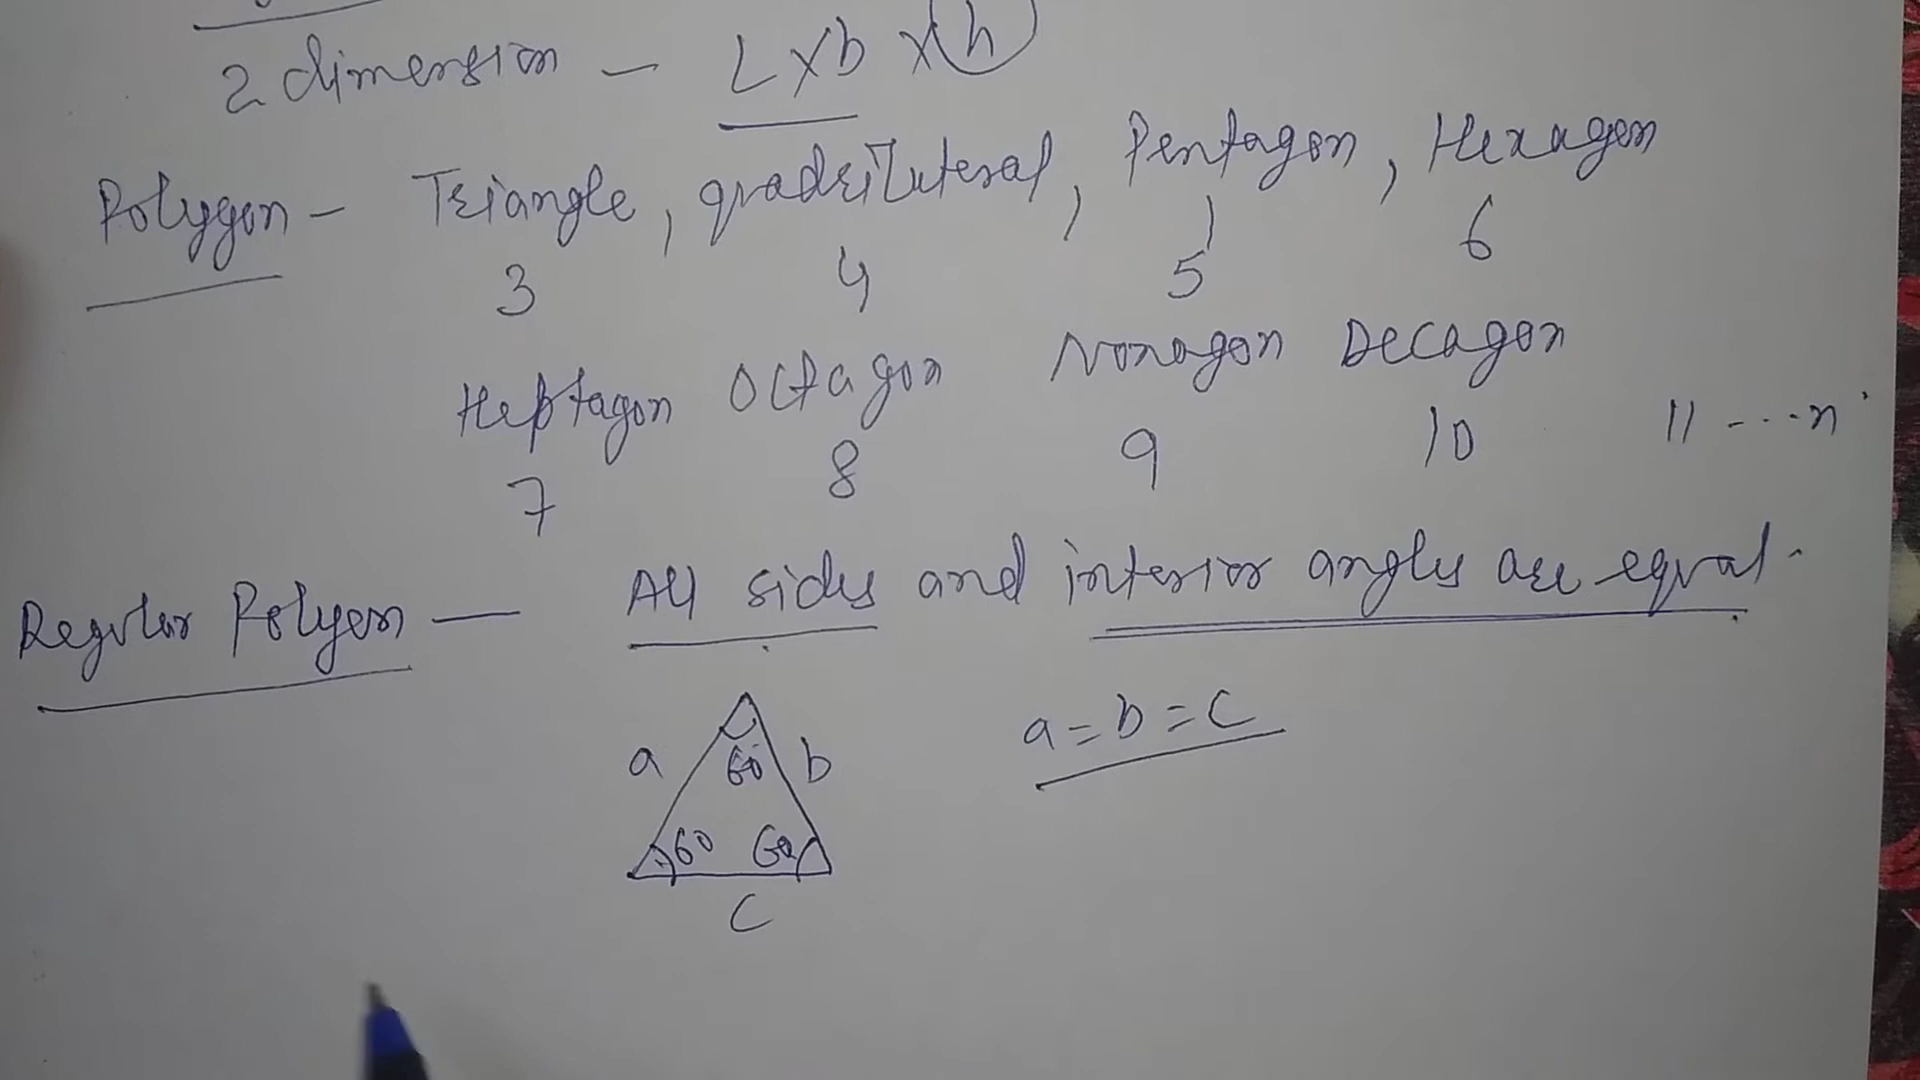 2 dimension - L x b x h
Polygon - Triangle, quadrilateral, Pentagon, Hexagon
3 4 5 6
Heptagon Octagon Nonagon Decagon
7 8 9 10 11 ---n
Regular Polygon - All sides and interior angles are equal.
a 60 b a=b=c
60 60
c